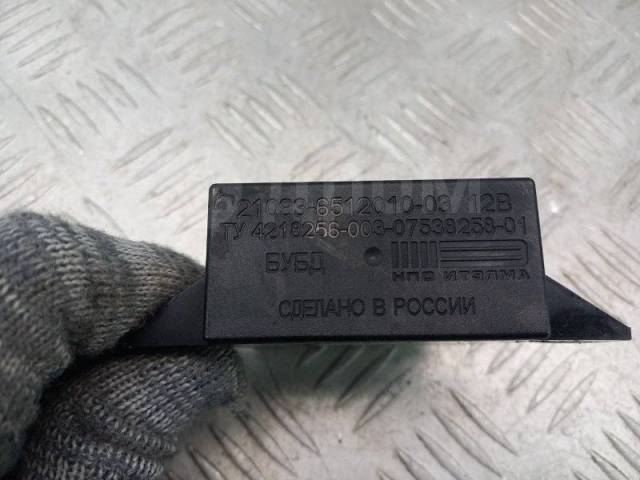 21093-6512010-03 12В
ТУ 4218256-003-07538258-01
БУБД НПО ИТЭЛМА
СДЕЛАНО В РОССИИ